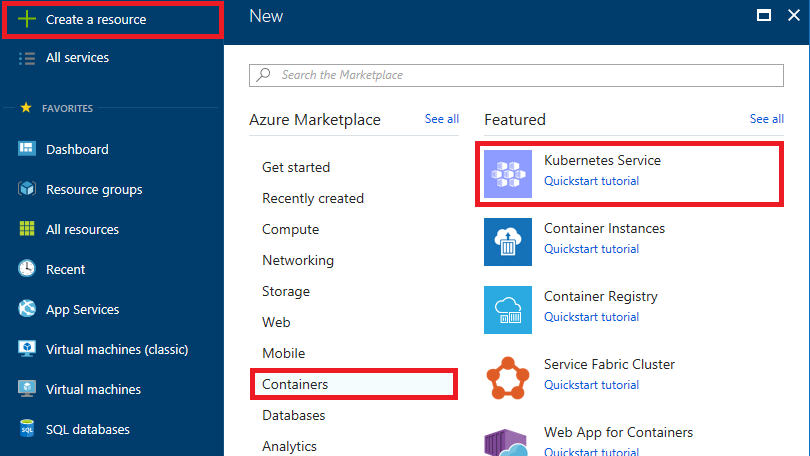 Create a resource
All services
FAVORITES
Dashboard
Resource groups
All resources
Recent
App Services
Virtual machines (classic)
Virtual machines
SQL
SQL databases
New
Search the Marketplace
Azure Marketplace
See all
Get started
Recently created
Compute
Networking
Storage
Web
Mobile
Containers
Databases
Analytics
Featured
See all
Kubernetes Service
Quickstart tutorial
Container Instances
Quickstart tutorial
Container Registry
Quickstart tutorial
Service Fabric Cluster
Quickstart tutorial
Web App for Containers
Quickstart tutorial